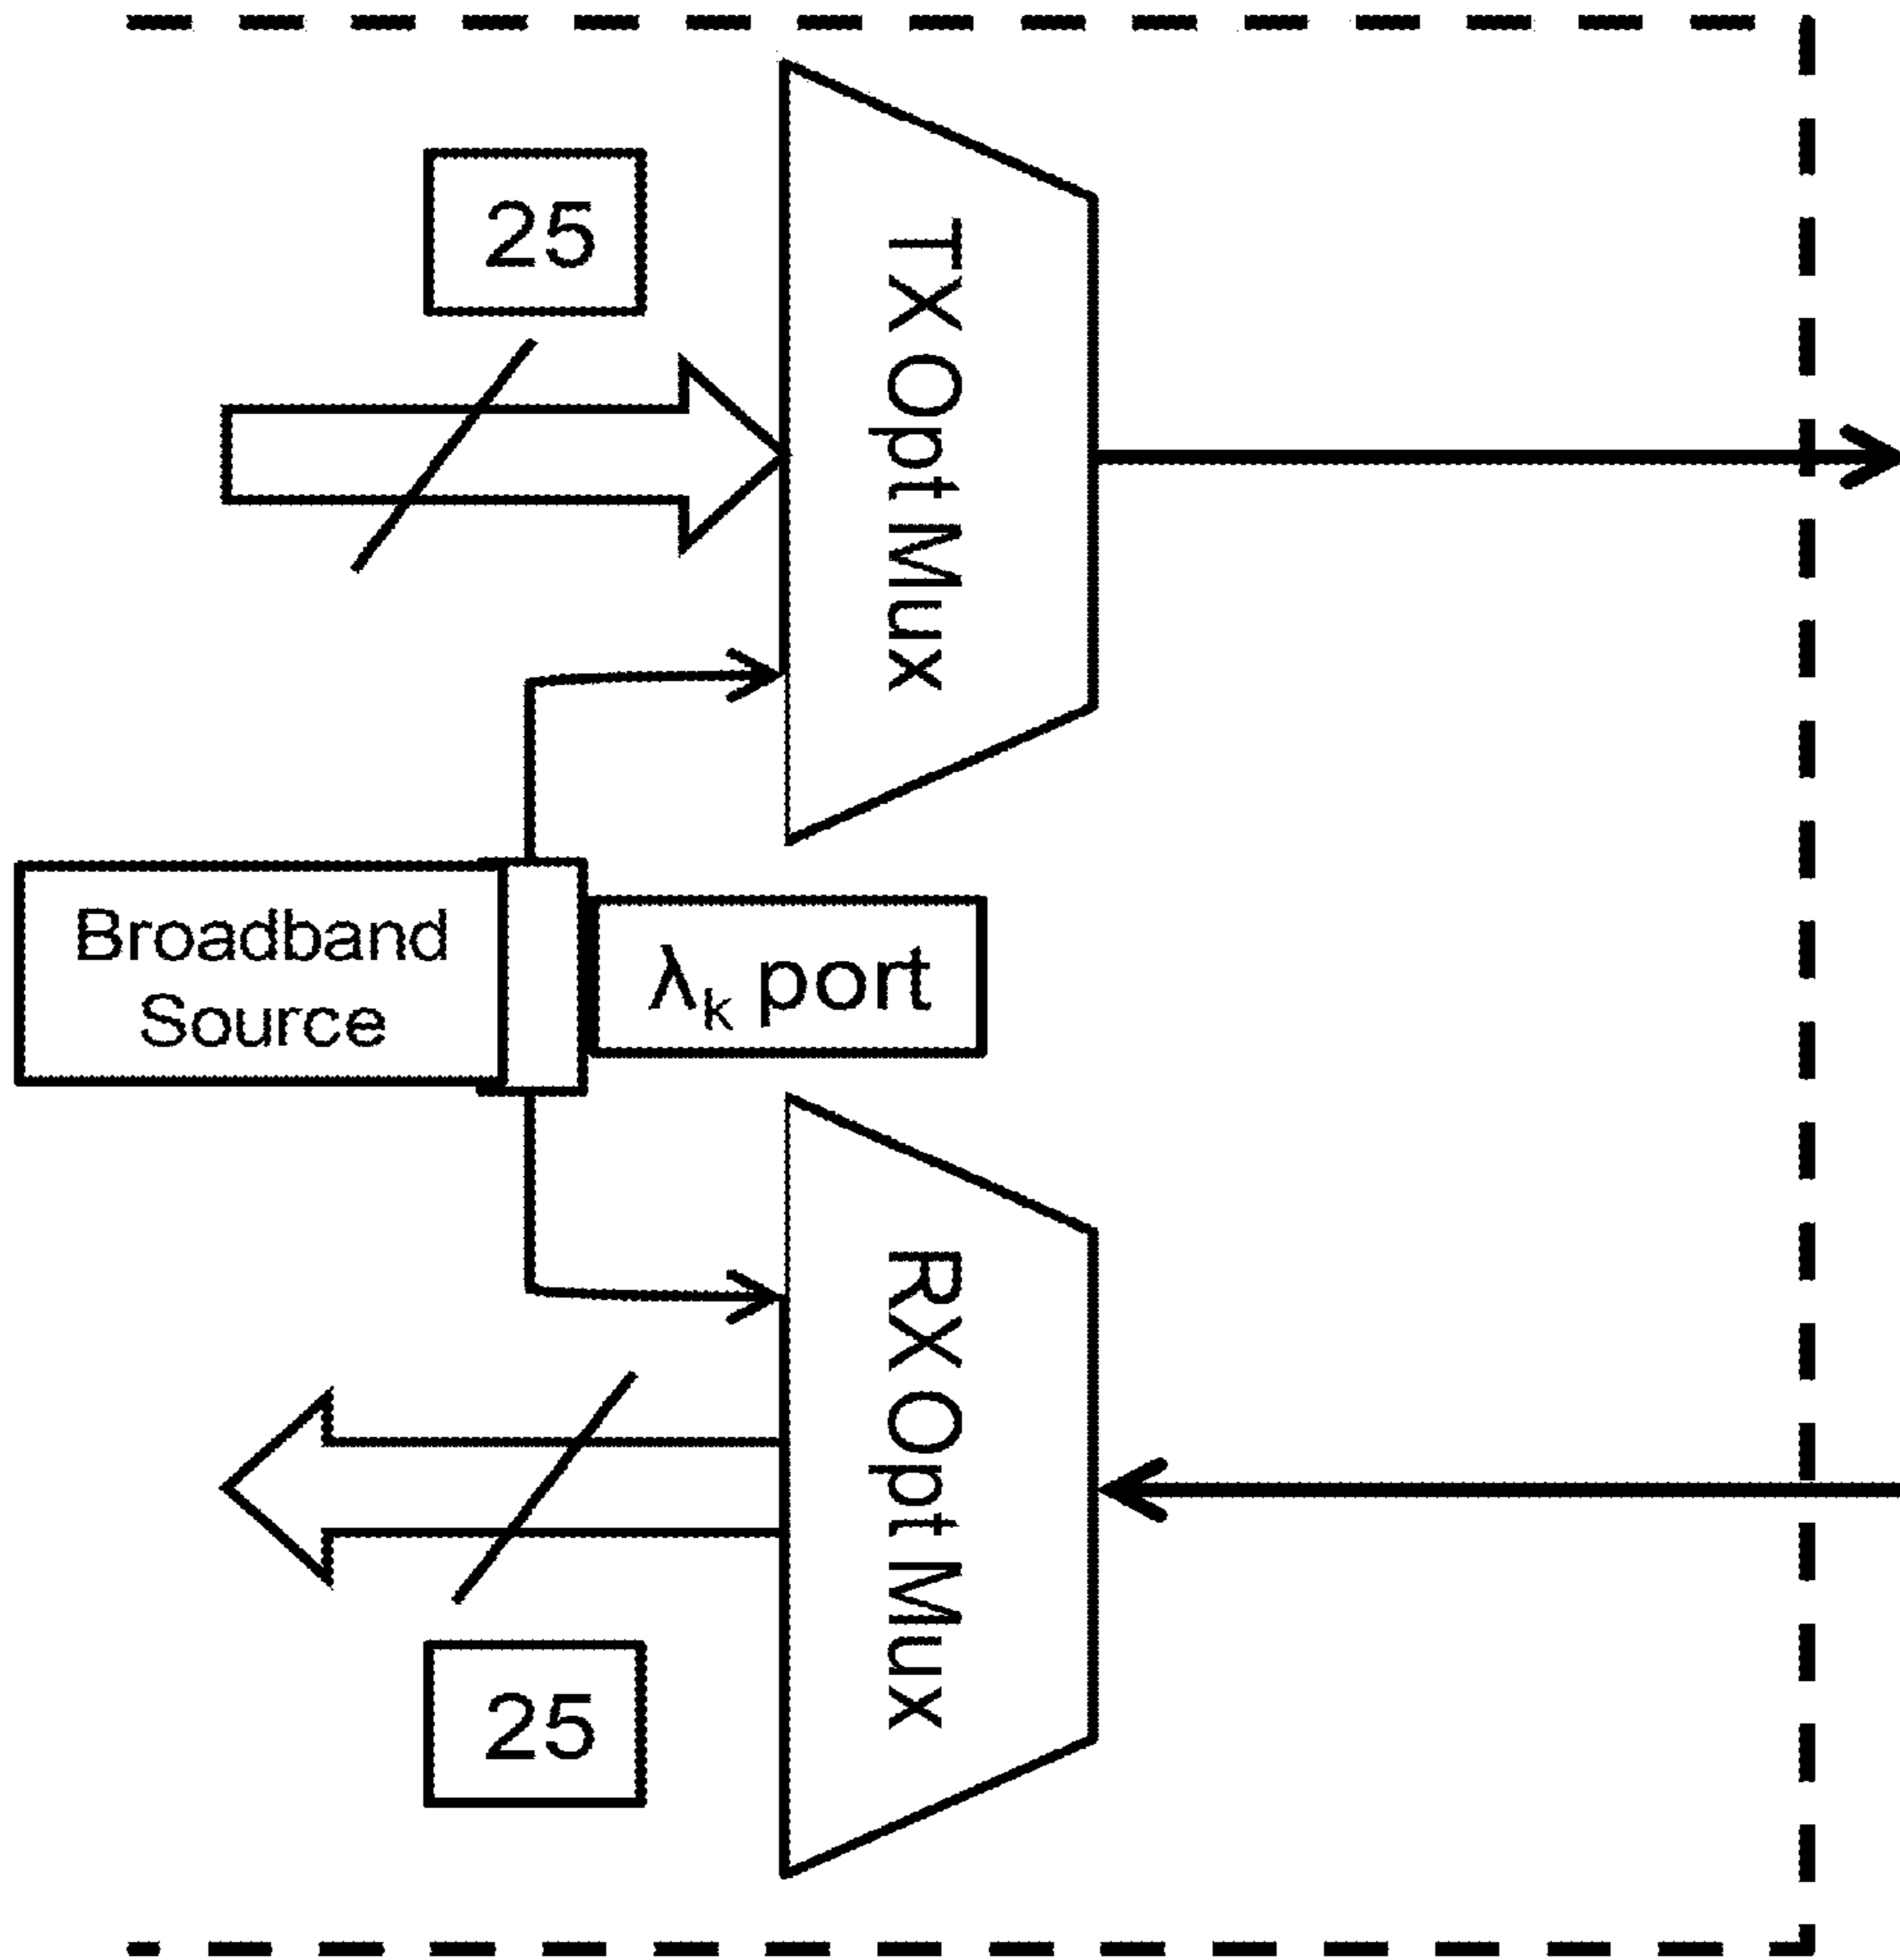 25
TX Opt Mux
Broadband
Source
λk port
RX Opt Mux
25